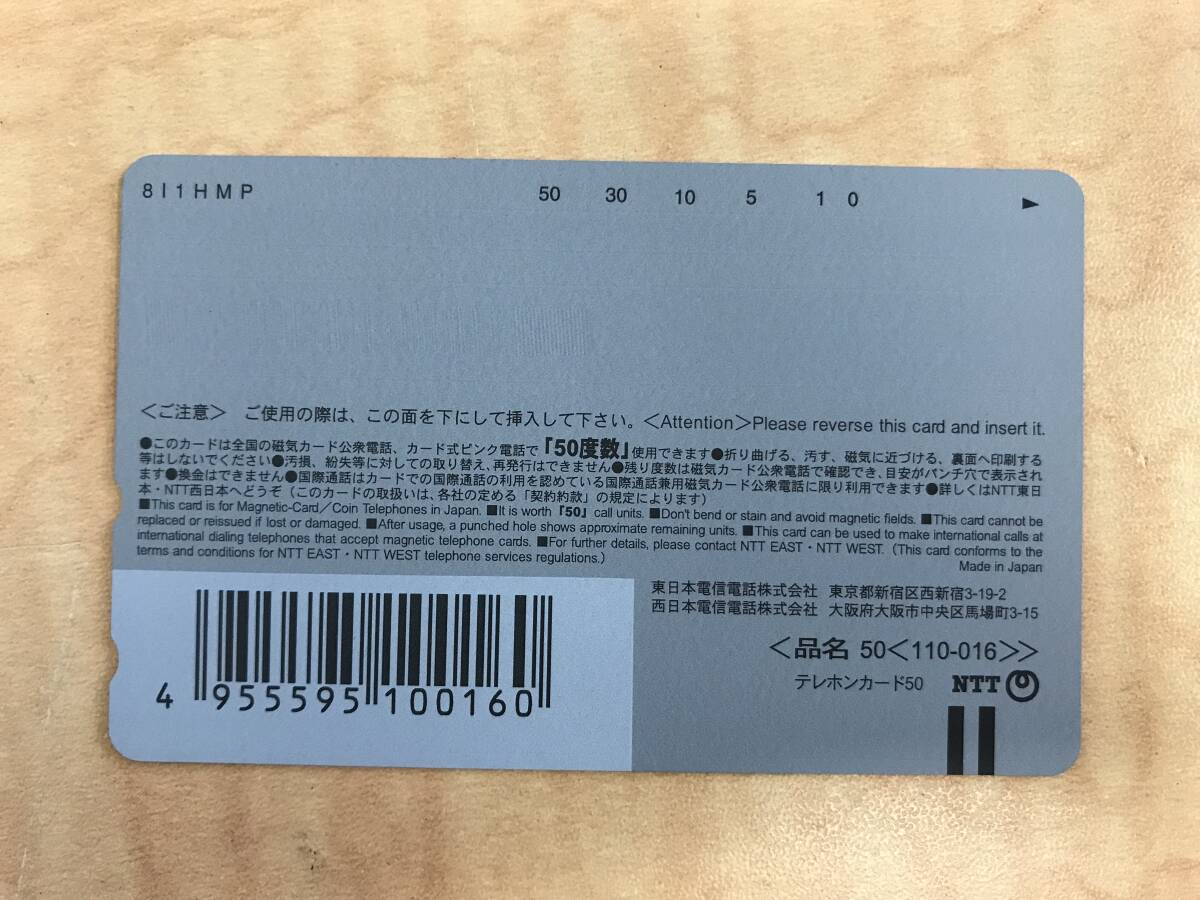 8I1HMP 50 30 10 5 1 0 ►
<ご注意> ご使用の際は、この面を下にして挿入して下さい。<Attention>Please reverse this card and insert it.
●このカードは全国の磁気カード公衆電話、カード式ピンク電話で『50度数』使用できます●折り曲げる、汚す、磁気に近づける、裏面へ印刷する
等はしないでください●汚損、紛失等に対しての取り替え、再発行はできません●残り度数は磁気カード公衆電話で確認でき、目安がパンチ穴で表示され
ます●換金はできません●国際通話はカードでの国際通話の利用を認めている国際通話兼用磁気カード公衆電話に限り利用できます●詳しくはNTT東日
本・NTT西日本へどうぞ(このカードの取扱いは、各社の定める「契約約款」の規定によります)
■This card is for Magnetic-Card/Coin Telephones in Japan. ■It is worth『50』call units. ■Don't bend or stain and avoid magnetic fields. ■This card cannot be
replaced or reissued if lost or damaged. ■After usage, a punched hole shows approximate remaining units. ■This card can be used to make international calls at
international dialing telephones that accept magnetic telephone cards. ■For further details, please contact NTT EAST・NTT WEST. (This card conforms to the
terms and conditions for NTT EAST・NTT WEST telephone services regulations.)
Made in Japan
東日本電信電話株式会社 東京都新宿区西新宿3-19-2
西日本電信電話株式会社 大阪府大阪市中央区馬場町3-15
<品名 50<110-016>>
テレホンカード50 NTT
4 955595 100160